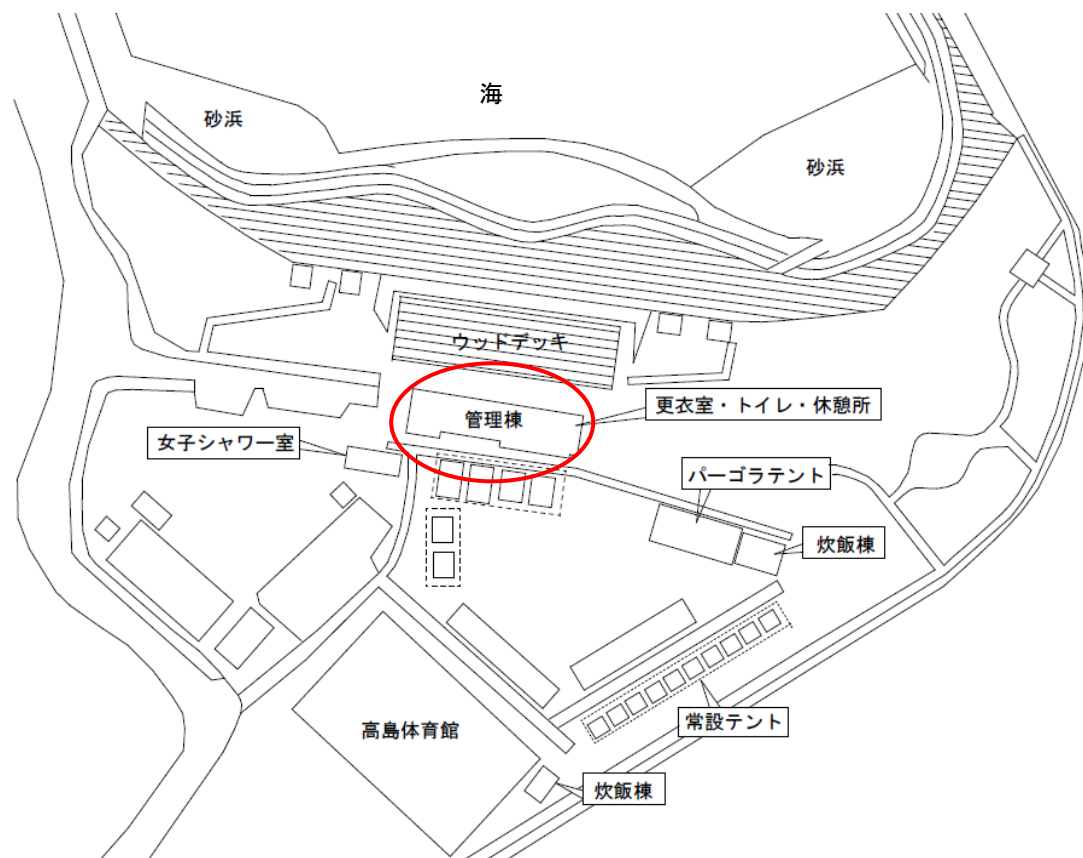 海
砂浜
砂浜
ウッドデッキ
管理棟
更衣室・トイレ・休憩所
女子シャワー室
パーゴラテント
炊飯棟
常設テント
高島体育館
炊飯棟